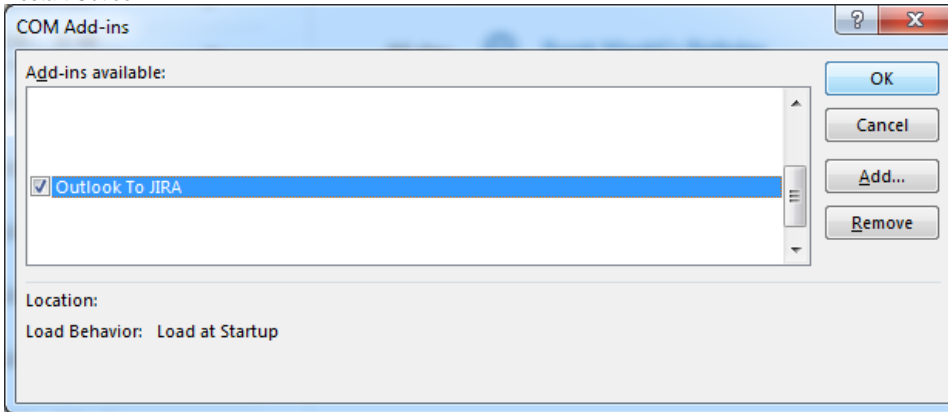 COM Add-ins
Add-ins available:
OK
Cancel
Outlook To JIRA
Add...
Remove
Location:
Load Behavior: Load at Startup